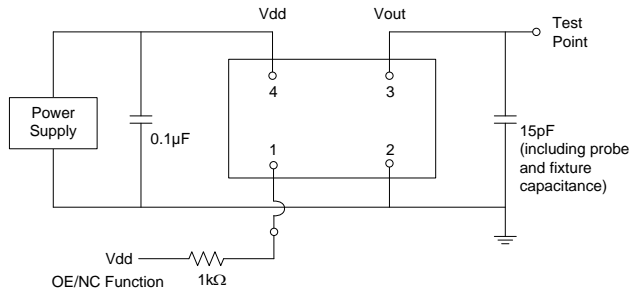 Vdd
Vout
Test
Point
4
3
Power
Supply
0.1µF
1
2
15pF
(including probe
and fixture
capacitance)
Vdd
OE/NC Function
1kΩ